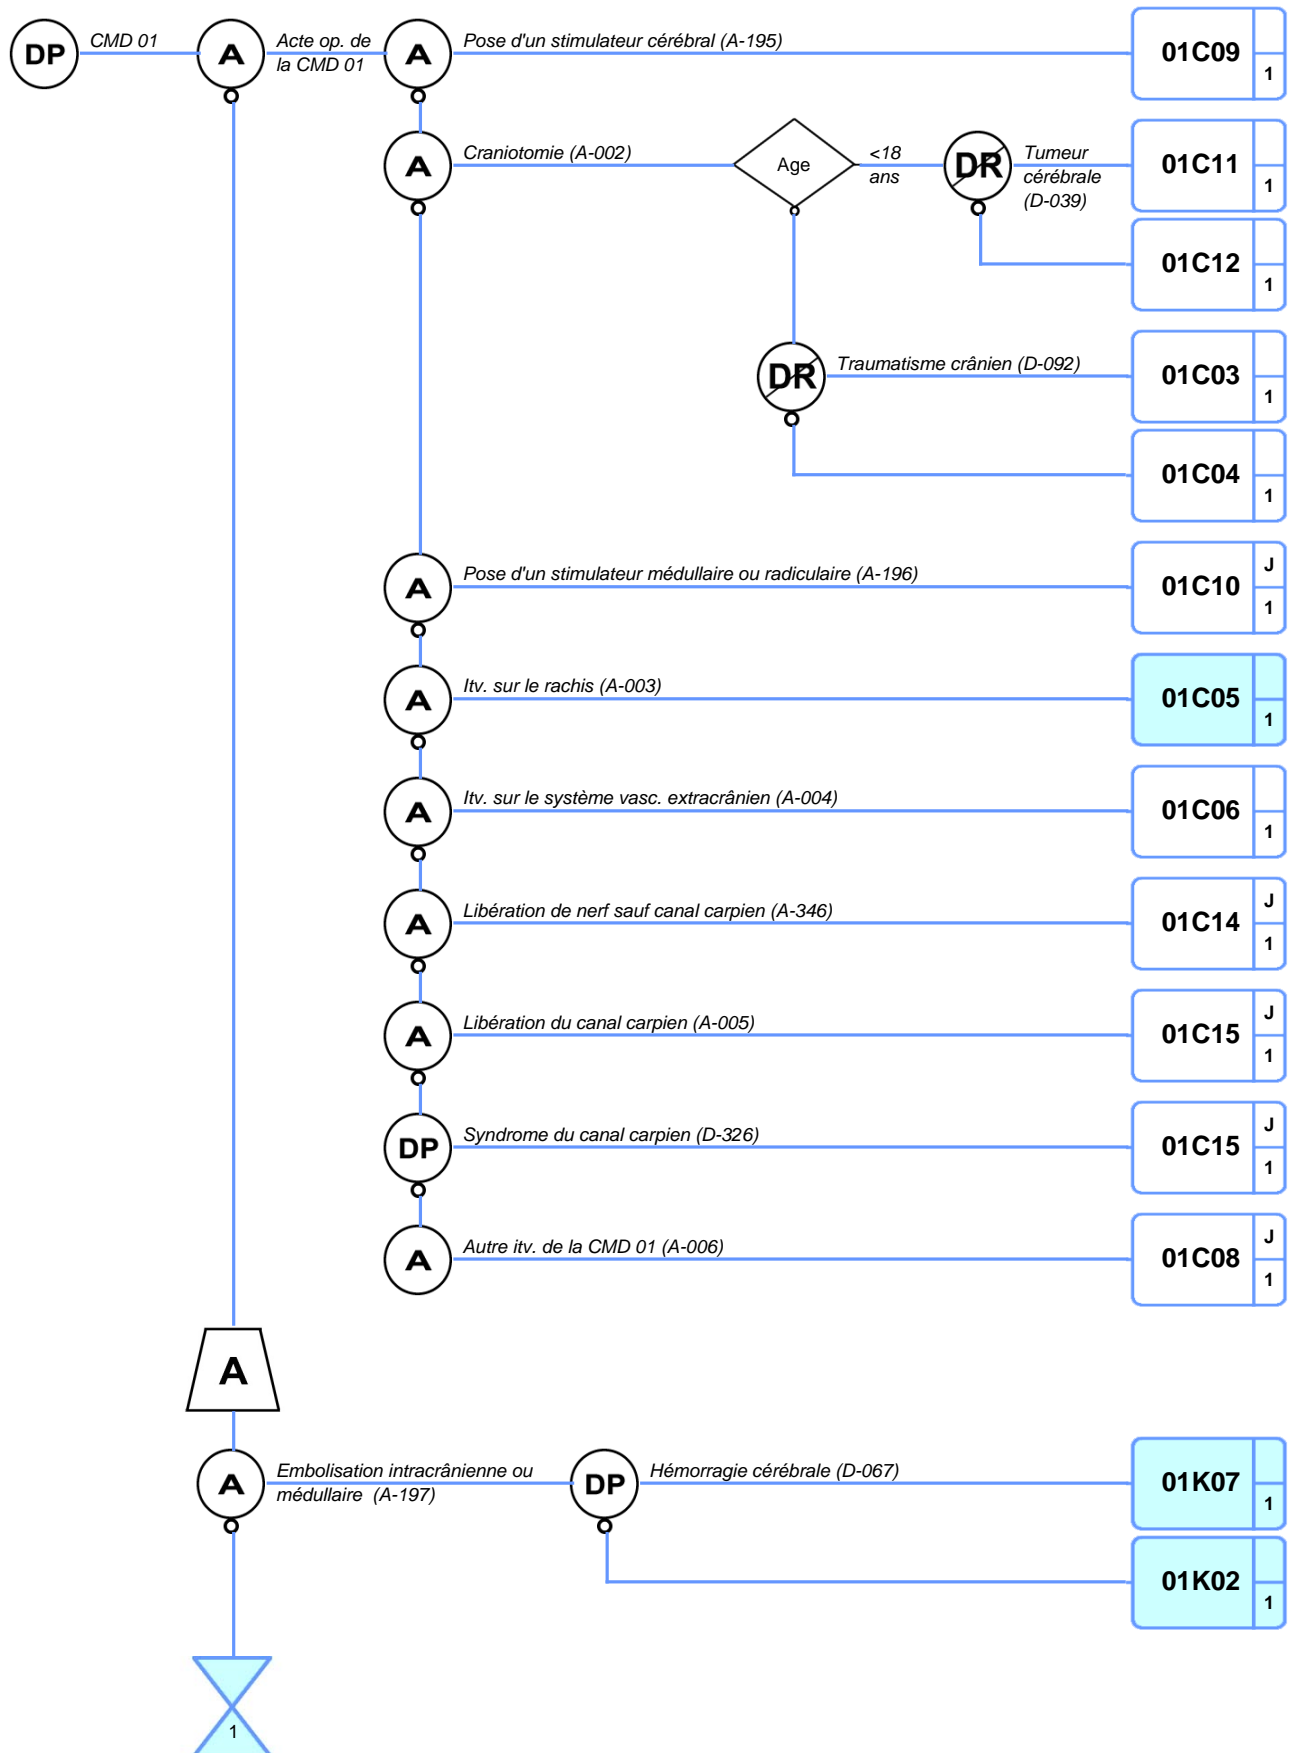 DP
CMD 01
A
Acte op. de
la CMD 01
A
Pose d'un stimulateur cérébral (A-195)
01C09
1
A
Craniotomie (A-002)
Age
<18
ans
DR
Tumeur
cérébrale
(D-039)
01C11
1
01C12
1
DR
Traumatisme crânien (D-092)
01C03
1
01C04
1
A
Pose d'un stimulateur médullaire ou radiculaire (A-196)
01C10
J
1
A
Itv. sur le rachis (A-003)
01C05
1
A
Itv. sur le système vasc. extracrânien (A-004)
01C06
1
A
Libération de nerf sauf canal carpien (A-346)
01C14
J
1
A
Libération du canal carpien (A-005)
01C15
J
1
DP
Syndrome du canal carpien (D-326)
01C15
J
1
A
Autre itv. de la CMD 01 (A-006)
01C08
J
1
A
A
Embolisation intracrânienne ou
médullaire (A-197)
DP
Hémorragie cérébrale (D-067)
01K07
1
01K02
1
1